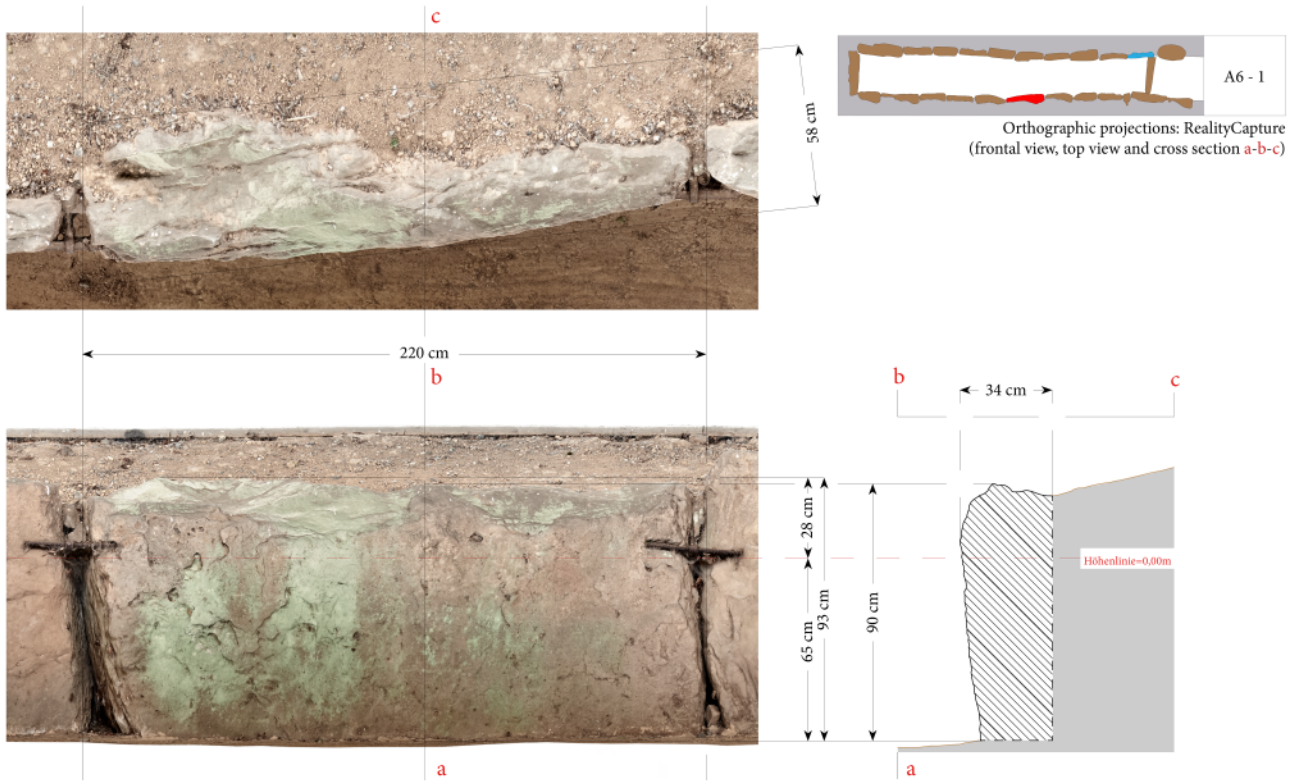 c
58 cm
A6 - 1
Orthographic projections: RealityCapture
(frontal view, top view and cross section a-b-c)
220 cm
b
b
34 cm
c
28 cm
65 cm
93 cm
90 cm
Höhenlinie=0,00m
a
a